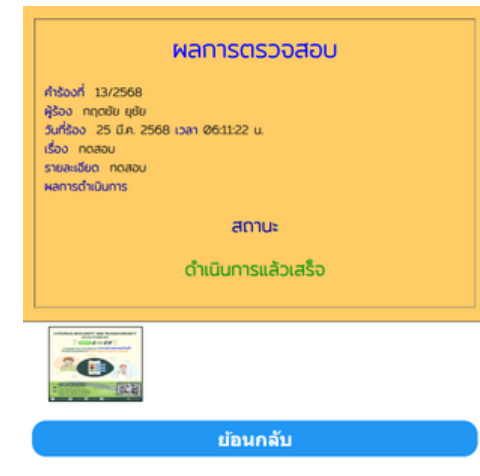 ผลการตรวจสอบ
คำร้องที่ 13/2568
ผู้ร้อง กฤตชัย ยุชัย
วันที่ร้อง 25 มี.ค. 2568 เวลา 06:11:22 น.
เรื่อง ทดสอบ
รายละเอียด ทดสอบ
ผลการดำเนินการ
สถานะ
ดำเนินการแล้วเสร็จ
ย้อนกลับ